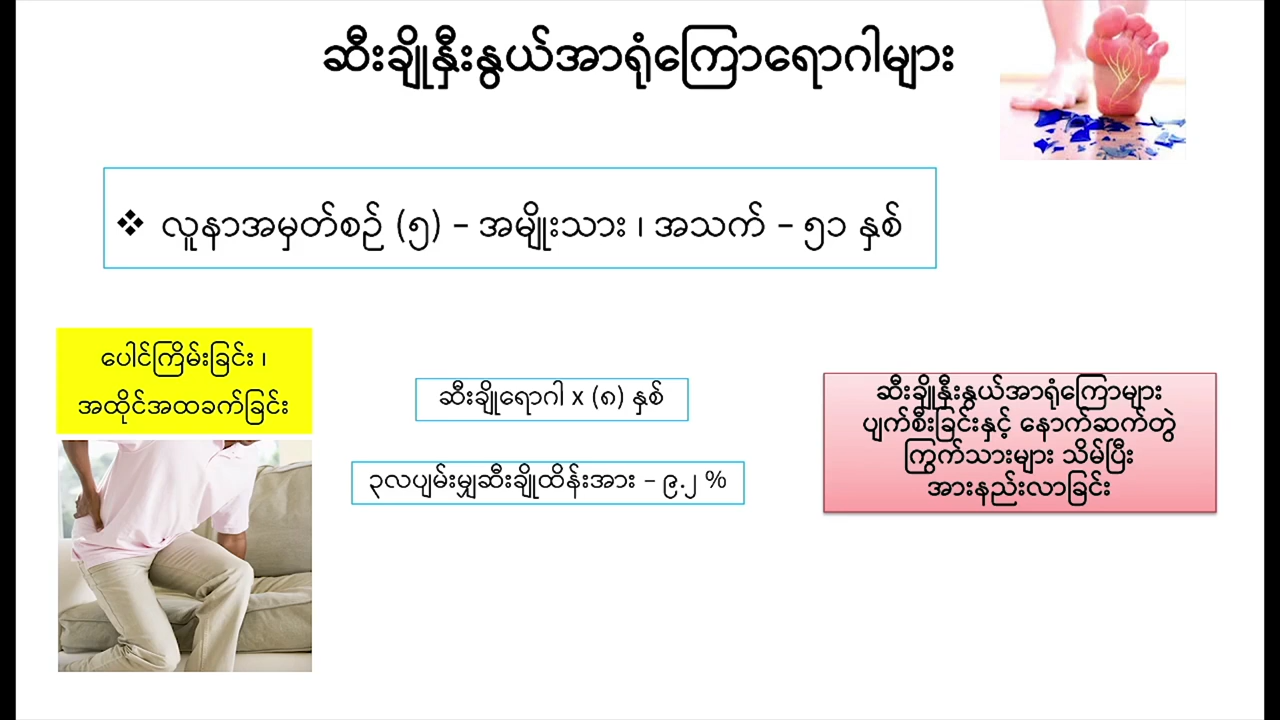 ဆီးချိုနှီးနွယ်အာရုံကြောရောဂါများ
❖ လူနာအမှတ်စဉ် (၅) – အမျိုးသား ၊ အသက် – ၅၁ နှစ်
ပေါင်ကြိမ်းခြင်း ၊
အထိုင်အထခက်ခြင်း
ဆီးချိုရောဂါ x (၈) နှစ်
၃လပျမ်းမျှဆီးချိုထိန်းအား – ၉.၂ %
ဆီးချိုနှီးနွယ်အာရုံကြောများ
ပျက်စီးခြင်းနှင့် နောက်ဆက်တွဲ
ကြွက်သားများ သိမ်ပြီး
အားနည်းလာခြင်း